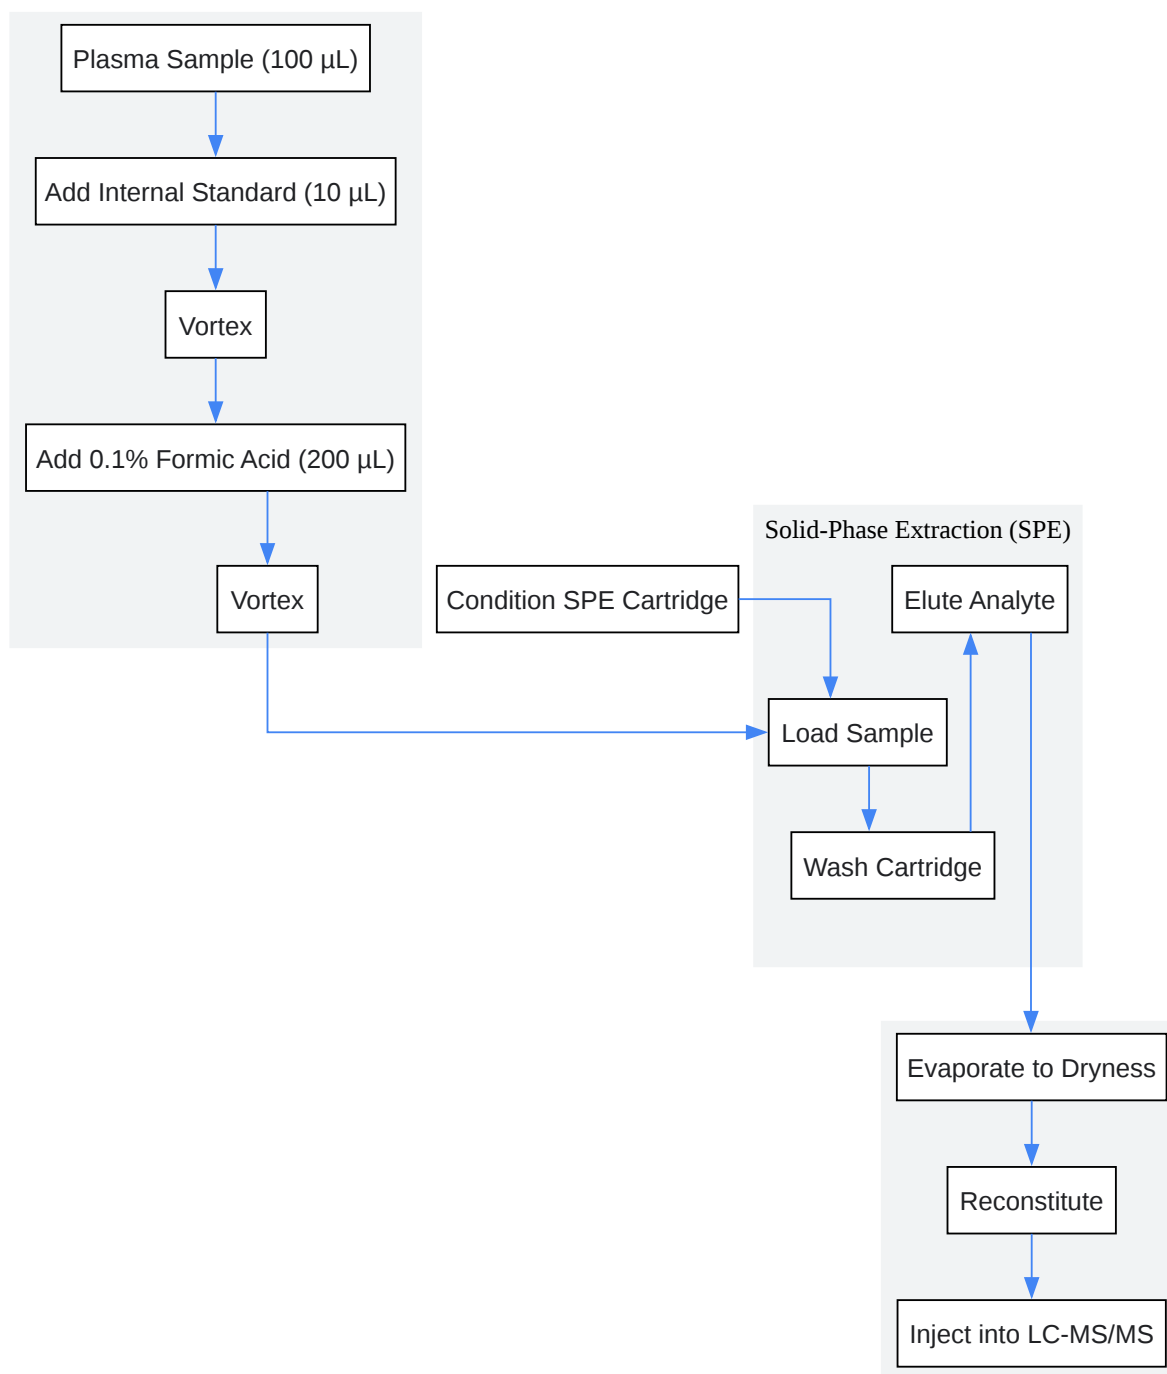 Plasma Sample (100 µL)
Add Internal Standard (10 µL)
Vortex
Add 0.1% Formic Acid (200 µL)
Vortex
Condition SPE Cartridge
Solid-Phase Extraction (SPE)
Elute Analyte
Load Sample
Wash Cartridge
Evaporate to Dryness
Reconstitute
Inject into LC-MS/MS